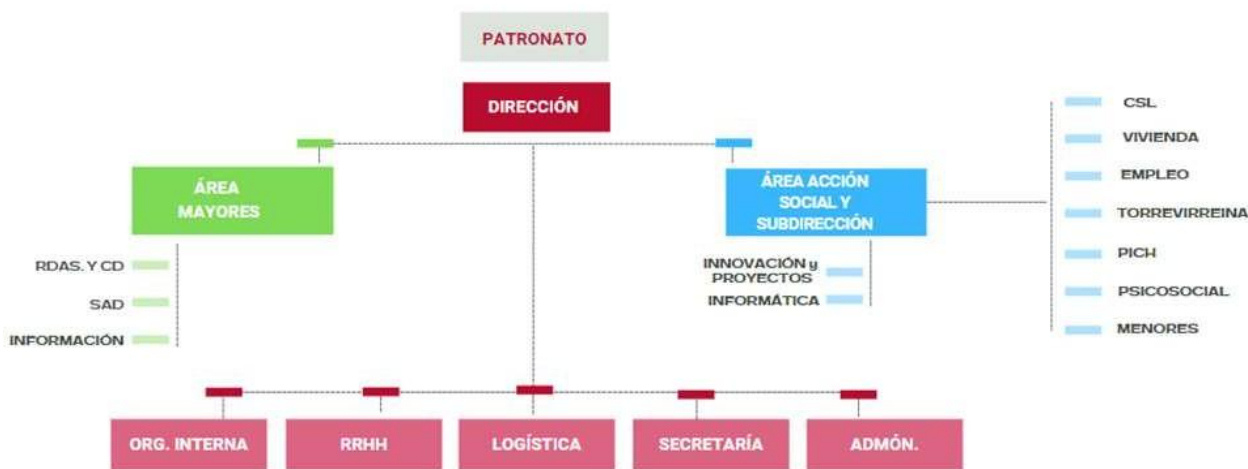 PATRONATO
DIRECCIÓN
ÁREA
MAYORES
RDAS. Y CD
SAD
INFORMACIÓN
ÁREA ACCIÓN
SOCIAL Y
SUBDIRECCIÓN
INNOVACIÓN y
PROYECTOS
INFORMÁTICA
CSL
VIVIENDA
EMPLEO
TORREVIRREINA
PICH
PSICOSOCIAL
MENORES
ORG. INTERNA
RRHH
LOGÍSTICA
SECRETARÍA
ADMÓN.